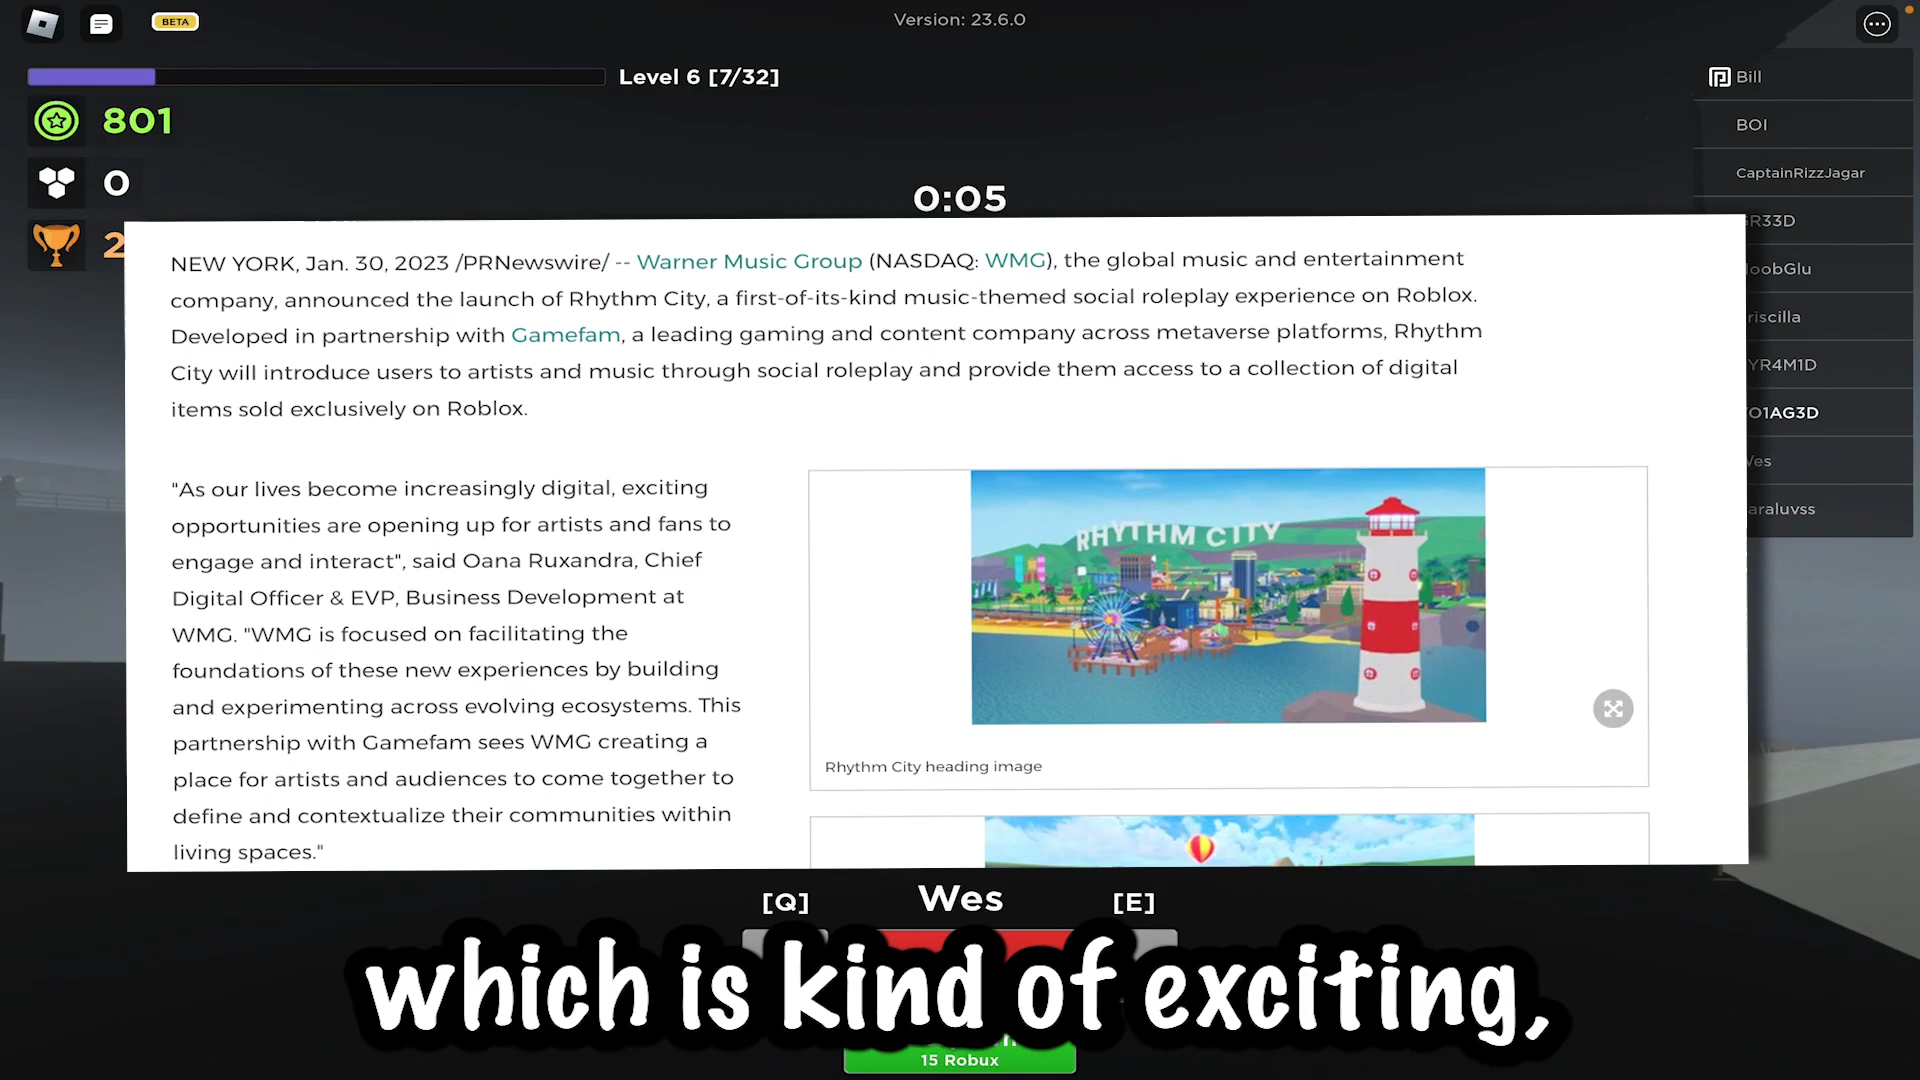 BETA
Version: 23.6.0
Level 6 [7/32]
801
0
2
0:05
Bill
BOI
CaptainRizzJagar
R33D
oobGlu
riscilla
YR4M1D
O1AG3D
es
araluvss
NEW YORK, Jan. 30, 2023 /PRNewswire/ -- Warner Music Group (NASDAQ: WMG), the global music and entertainment
company, announced the launch of Rhythm City, a first-of-its-kind music-themed social roleplay experience on Roblox.
Developed in partnership with Gamefam, a leading gaming and content company across metaverse platforms, Rhythm
City will introduce users to artists and music through social roleplay and provide them access to a collection of digital
items sold exclusively on Roblox.
"As our lives become increasingly digital, exciting
opportunities are opening up for artists and fans to
engage and interact", said Oana Ruxandra, Chief
Digital Officer & EVP, Business Development at
WMG. "WMG is focused on facilitating the
foundations of these new experiences by building
and experimenting across evolving ecosystems. This
partnership with Gamefam sees WMG creating a
place for artists and audiences to come together to
define and contextualize their communities within
living spaces."
RHYTHM CITY
Rhythm City heading image
[Q] Wes [E]
which is kind of exciting,
15 Robux